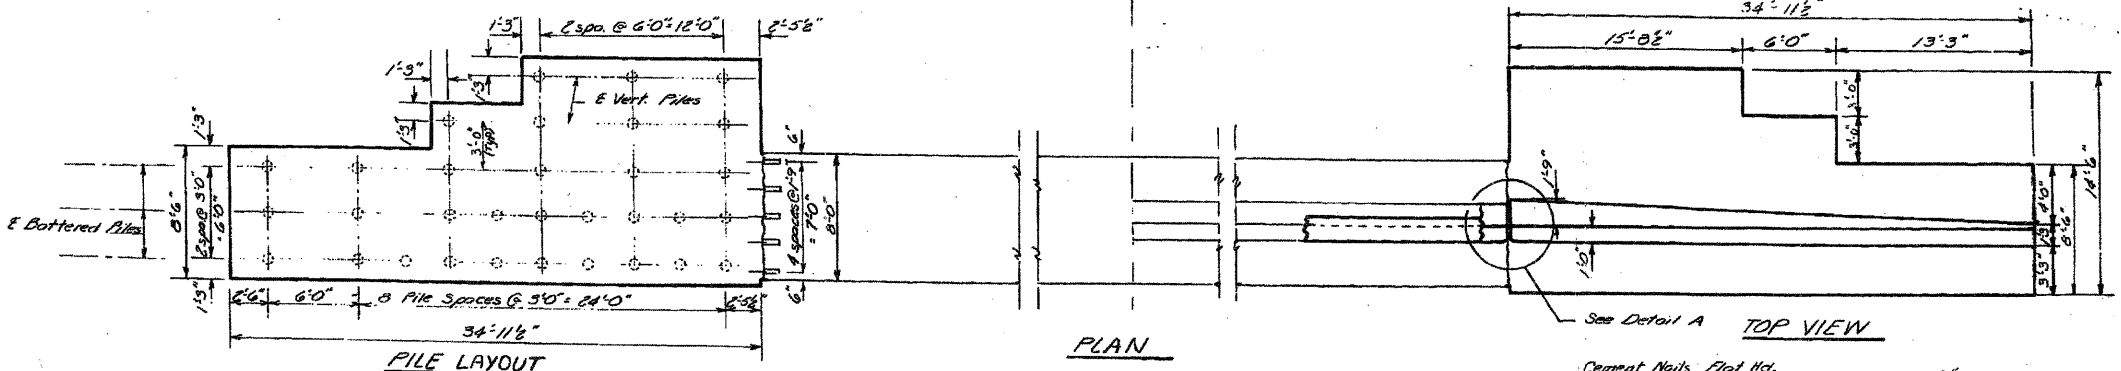 1'-3"
2 spa. @ 6'-0" = 12'-0"
2'-5½"
1'-3"
1'-3"
℄ Vert. Piles
1'-3"
1'-3"
3'-0"
(Typ.)
℄ Battered Piles
8'-6"
2 spa @ 3'-0"
= 6'-0"
1'-3"
2'-6"
6'-0"
8 Pile Spaces @ 3'-0" = 24'-0"
2'-5½"
34'-11½"
PILE LAYOUT
6"
4 spaces @ 1'-9"
= 7'-0"
8'-0"
6"
PLAN
34'-11½"
15'-8½"
6'-0"
13'-3"
3'-0"
3'-0"
14'-6"
1'-9"
1'-0"
4'-0"
1'-3"
3'-3"
8'-6"
See Detail A
TOP VIEW
Cement Nails, Flat Hd.